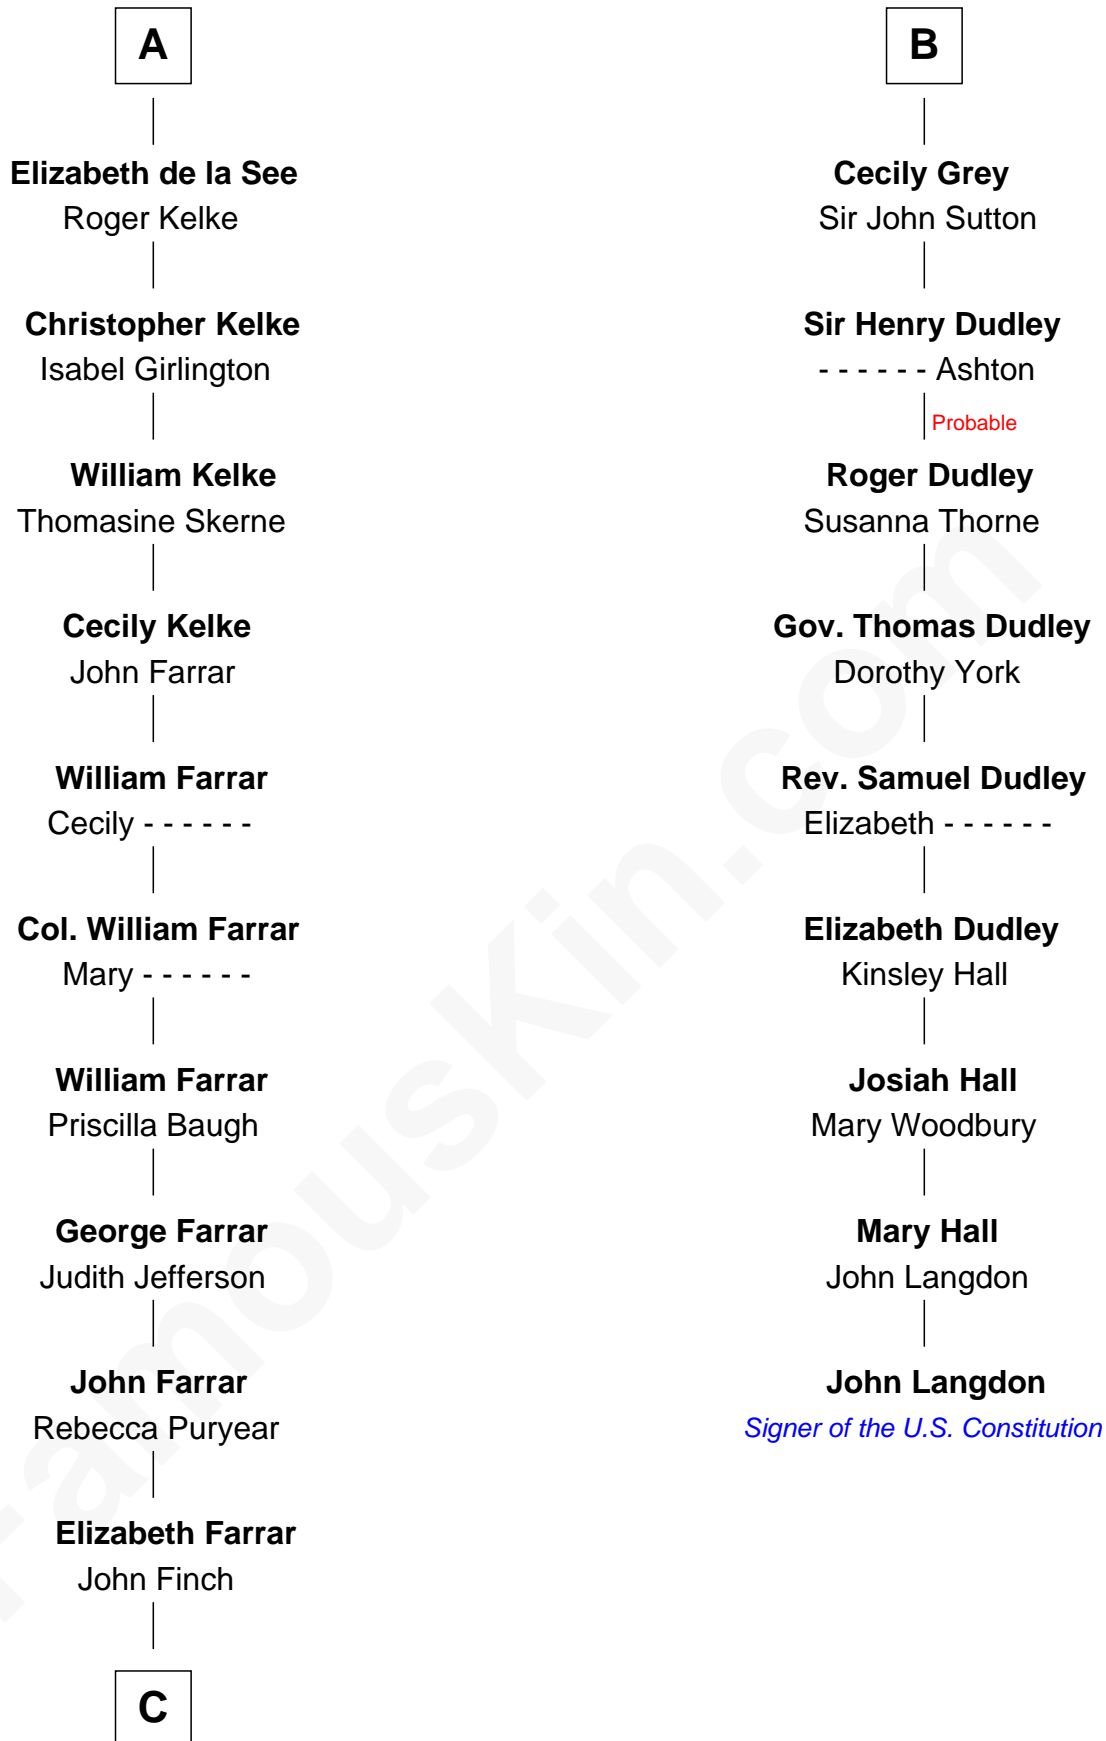 A
Elizabeth de la See
Roger Kelke
Christopher Kelke
Isabel Girlington
William Kelke
Thomasine Skerne
Cecily Kelke
John Farrar
William Farrar
Cecily - - - - - -
Col. William Farrar
Mary - - - - - -
William Farrar
Priscilla Baugh
George Farrar
Judith Jefferson
John Farrar
Rebecca Puryear
Elizabeth Farrar
John Finch
C
B
Cecily Grey
Sir John Sutton
Sir Henry Dudley
- - - - - - Ashton
Probable
Roger Dudley
Susanna Thorne
Gov. Thomas Dudley
Dorothy York
Rev. Samuel Dudley
Elizabeth - - - - - -
Elizabeth Dudley
Kinsley Hall
Josiah Hall
Mary Woodbury
Mary Hall
John Langdon
John Langdon
Signer of the U.S. Constitution
FamousKin.com